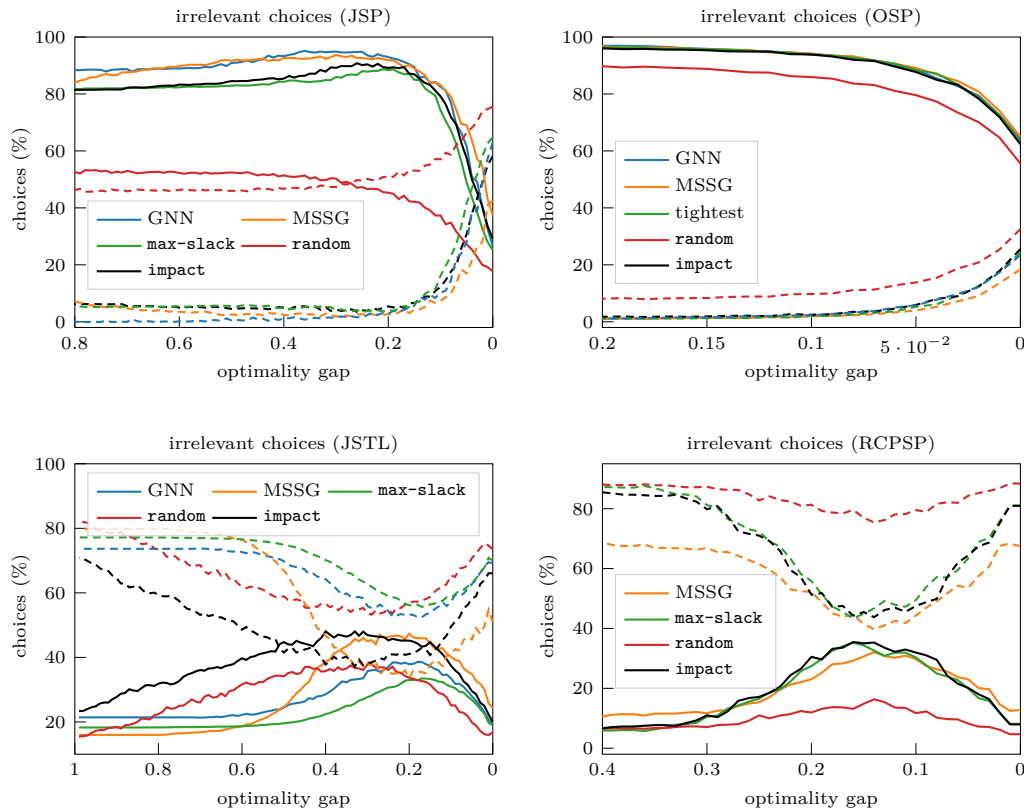 irrelevant choices (JSP)
100
80
60
40
20
0
choices (%)
GNN MSSG
max-slack random
impact
0.8 0.6 0.4 0.2 0
optimality gap
irrelevant choices (OSP)
100
80
60
40
20
0
choices (%)
GNN
MSSG
tightest
random
impact
0.2 0.15 0.1 5 · 10⁻² 0
optimality gap
irrelevant choices (JSTL)
100
80
60
40
20
choices (%)
GNN MSSG max-slack
random impact
1 0.8 0.6 0.4 0.2 0
optimality gap
irrelevant choices (RCPSP)
80
60
40
20
0
choices (%)
MSSG
max-slack
random
impact
0.4 0.3 0.2 0.1 0
optimality gap